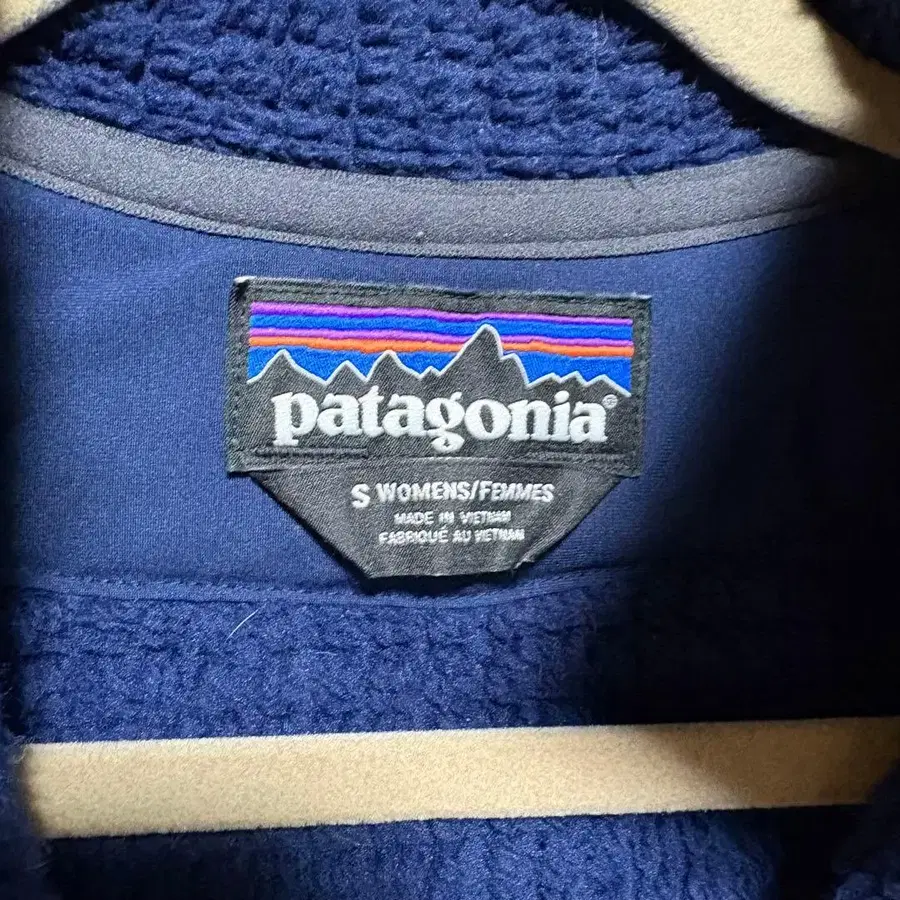 patagonia®
S WOMENS/FEMMES
MADE IN VIETNAM
FABRIQUÉ AU VIETNAM